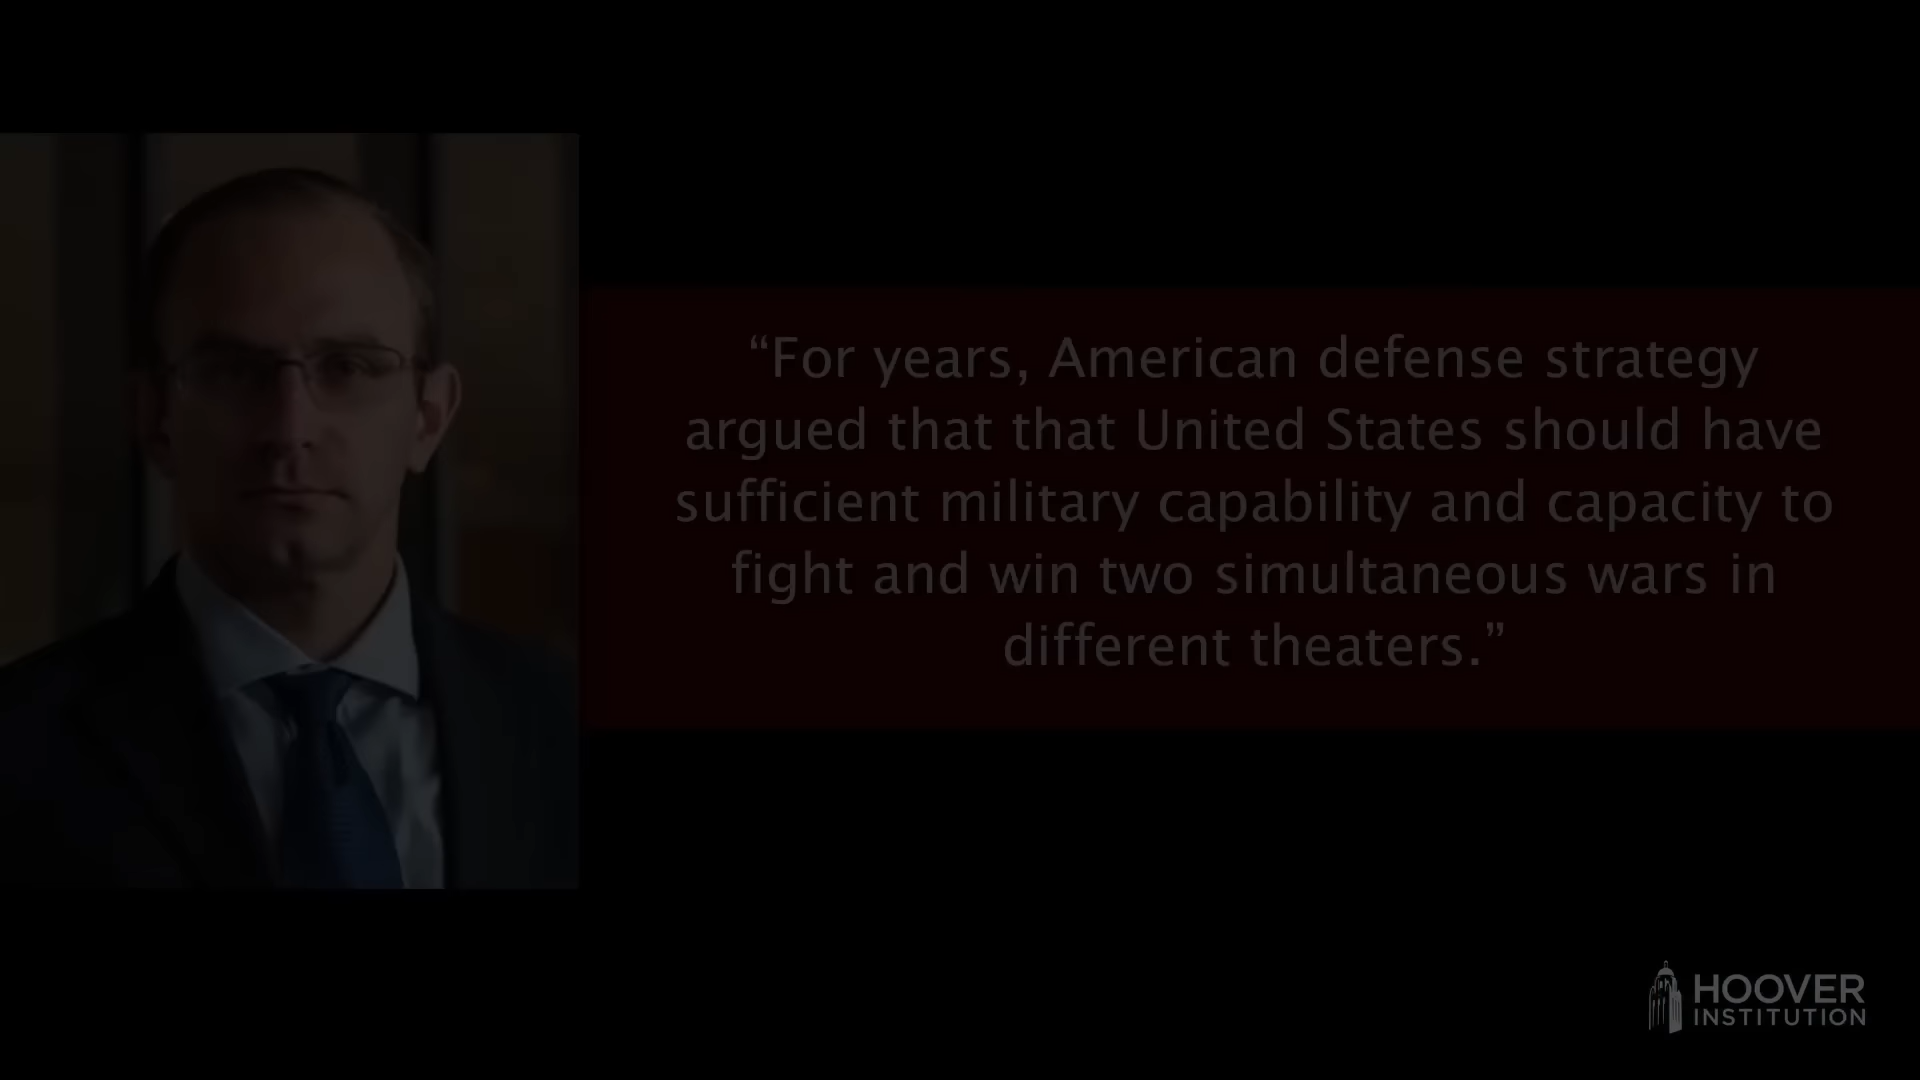 “For years, American defense strategy
argued that that United States should have
sufficient military capability and capacity to
fight and win two simultaneous wars in
different theaters.”
HOOVER
INSTITUTION